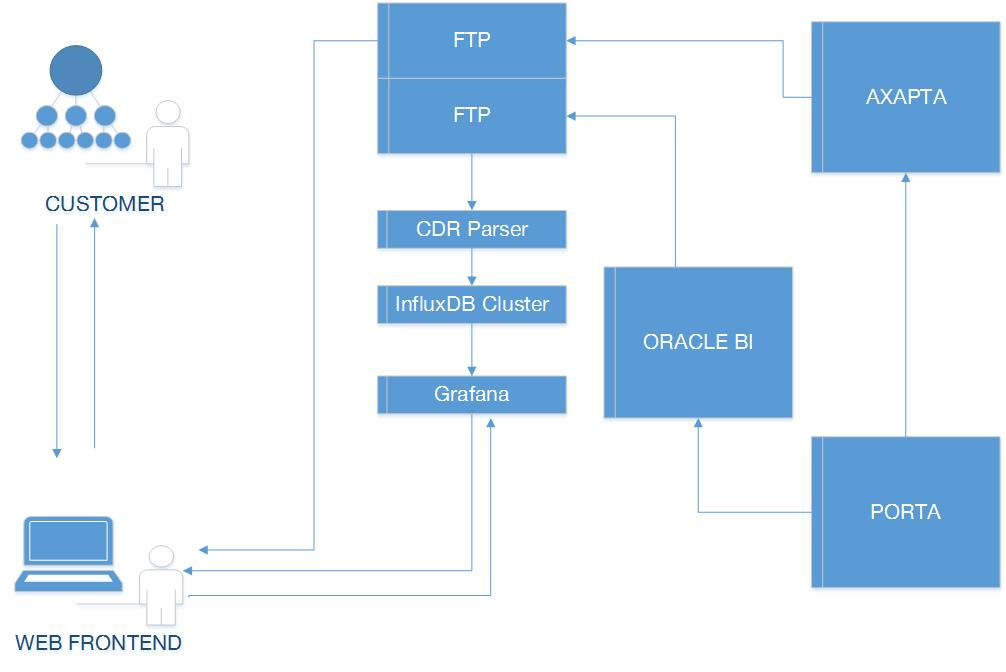 FTP
AXAPTA
FTP
CUSTOMER
CDR Parser
InfluxDB Cluster
ORACLE BI
Grafana
PORTA
WEB FRONTEND